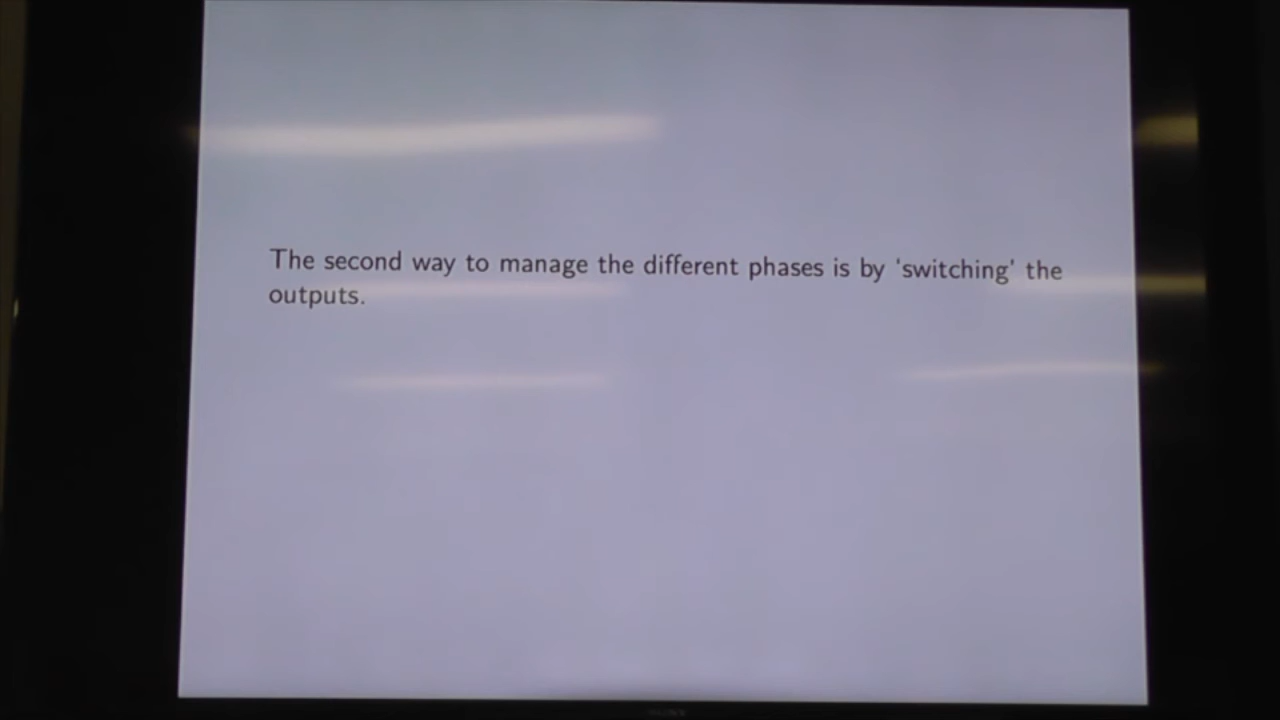 The second way to manage the different phases is by 'switching' the
outputs.